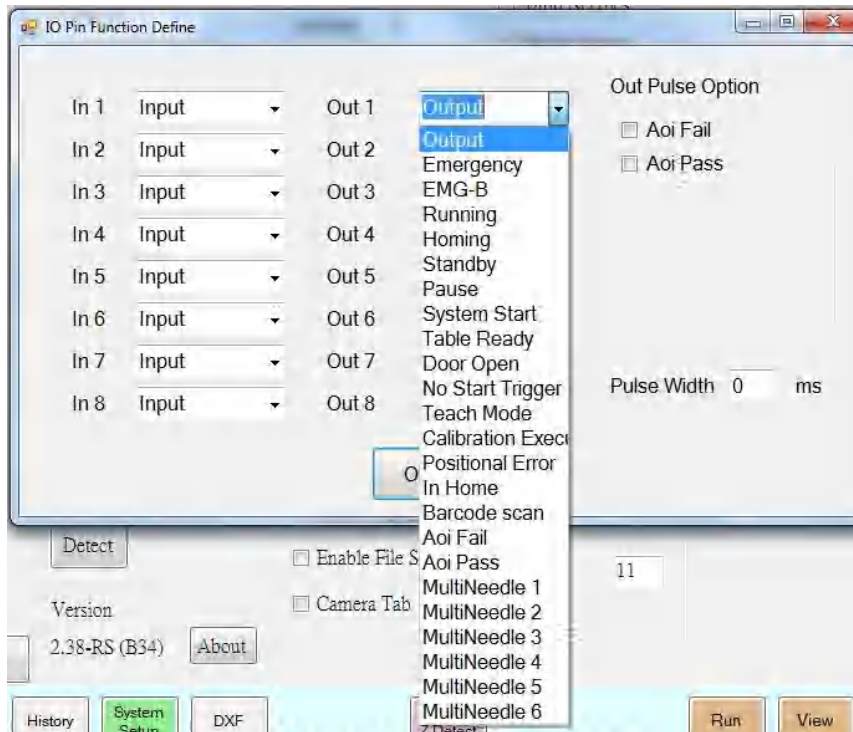 IO Pin Function Define
In 1 Input Out 1 Output
In 2 Input Out 2
In 3 Input Out 3
In 4 Input Out 4
In 5 Input Out 5
In 6 Input Out 6
In 7 Input Out 7
In 8 Input Out 8
Output
Emergency
EMG-B
Running
Homing
Standby
Pause
System Start
Table Ready
Door Open
No Start Trigger
Teach Mode
Calibration Execu
Positional Error
In Home
Barcode scan
Aoi Fail
Aoi Pass
MultiNeedle 1
MultiNeedle 2
MultiNeedle 3
MultiNeedle 4
MultiNeedle 5
MultiNeedle 6
Out Pulse Option
Aoi Fail
Aoi Pass
Pulse Width 0 ms
O
Detect
Enable File S
11
Camera Tab
Version
2.38-RS (B34) About
History
System
Setup
DXF
Z Detect
Run
View